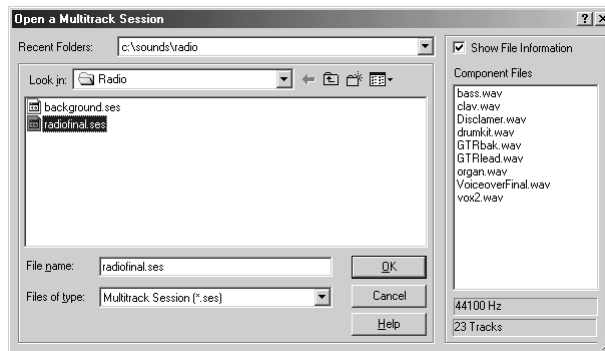 Open a Multitrack Session
Recent Folders: c:\sounds\radio
Look in: Radio
background.ses
radiofinal.ses
File name: radiofinal.ses
OK
Files of type: Multitrack Session (*.ses)
Cancel
Help
Show File Information
Component Files
bass.wav
clav.wav
Disclamer.wav
drumkit.wav
GTRbak.wav
GTRlead.wav
organ.wav
VoiceoverFinal.wav
vox2.wav
44100 Hz
23 Tracks